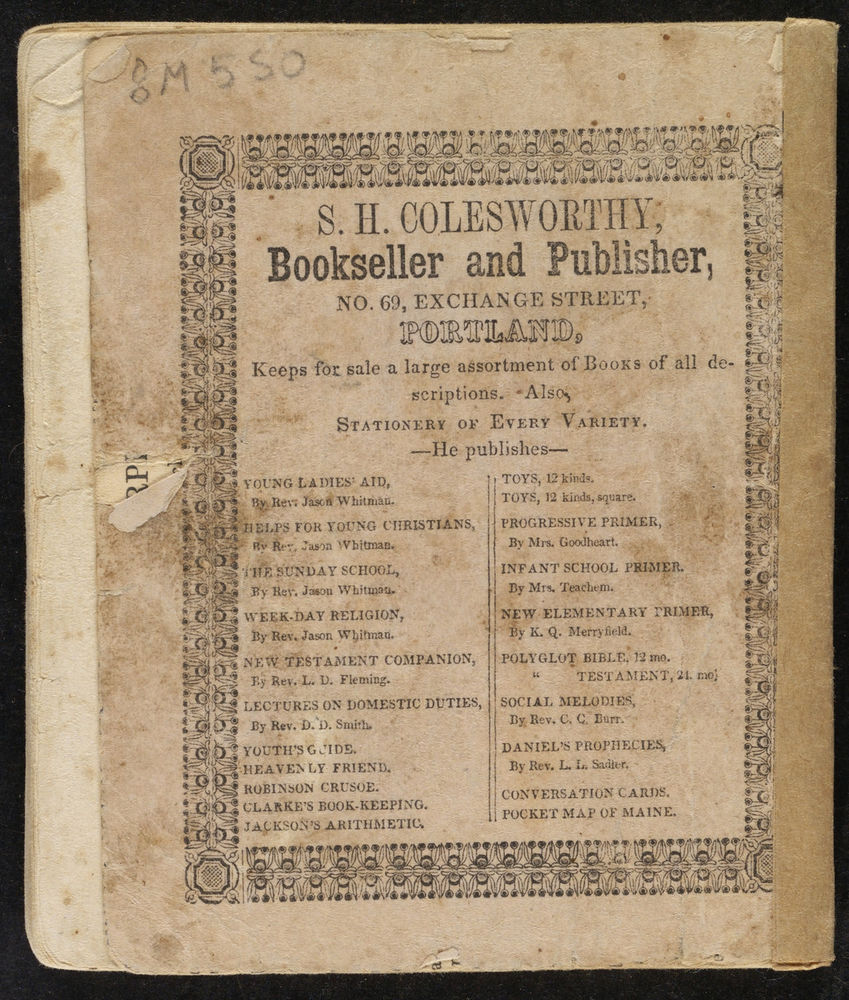 8M 550
S. H. COLESWORTHY,
Bookseller and Publisher,
NO. 69, EXCHANGE STREET,
PORTLAND,
Keeps for sale a large assortment of Books of all de-
scriptions. Also,
Stationery of Every Variety.
—He publishes—
YOUNG LADIES' AID,
By Rev. Jason Whitman.
HELPS FOR YOUNG CHRISTIANS,
By Rev. Jason Whitman.
THE SUNDAY SCHOOL,
By Rev. Jason Whitman.
WEEK-DAY RELIGION,
By Rev. Jason Whitman.
NEW TESTAMENT COMPANION,
By Rev. L. D. Fleming.
LECTURES ON DOMESTIC DUTIES,
By Rev. D. D. Smith.
YOUTH'S GUIDE.
HEAVENLY FRIEND.
ROBINSON CRUSOE.
CLARKE'S BOOK-KEEPING.
JACKSON'S ARITHMETIC.
TOYS, 12 kinds.
TOYS, 12 kinds, square.
PROGRESSIVE PRIMER,
By Mrs. Goodheart.
INFANT SCHOOL PRIMER.
By Mrs. Teachem.
NEW ELEMENTARY PRIMER,
By K. Q. Merryfield.
POLYGLOT BIBLE, 12 mo.
" TESTAMENT, 24. mo
SOCIAL MELODIES,
By Rev. C. C. Burr.
DANIEL'S PROPHECIES,
By Rev. L. L. Sadler.
CONVERSATION CARDS.
POCKET MAP OF MAINE.